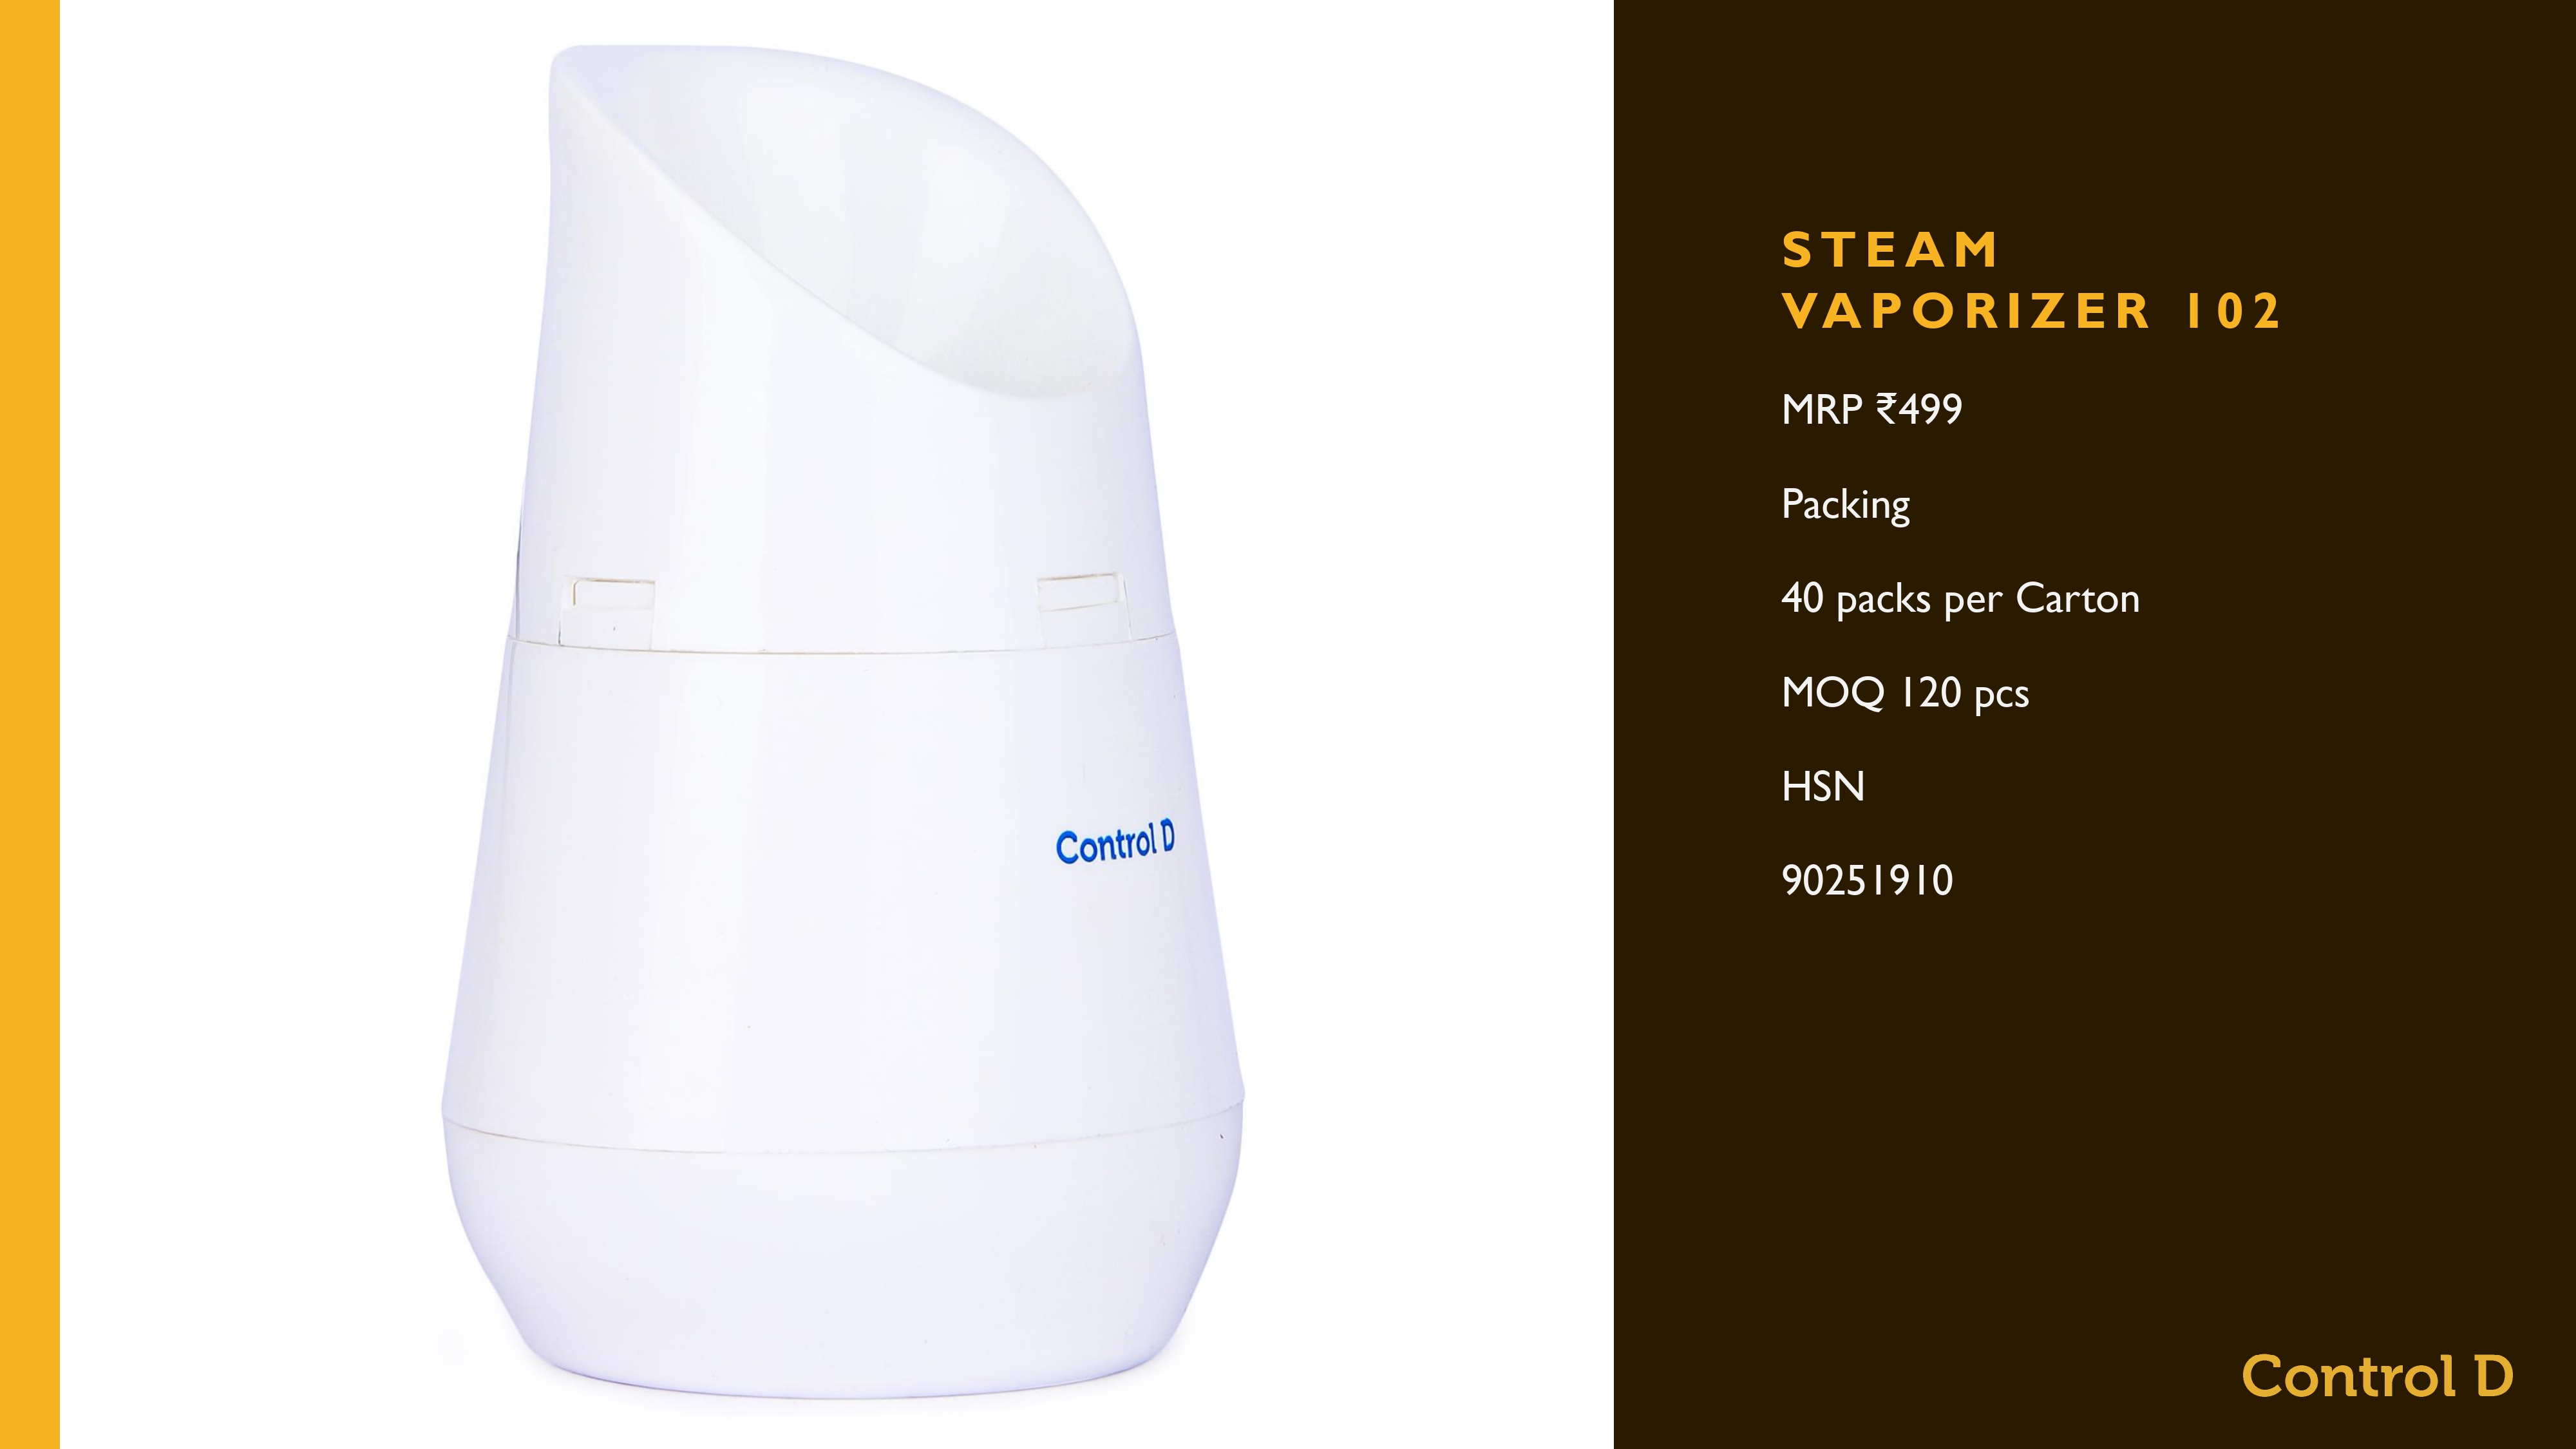 STEAM
VAPORIZER 102
MRP ₹499
Packing
40 packs per Carton
MOQ 120 pcs
HSN
90251910
Control D
Control D